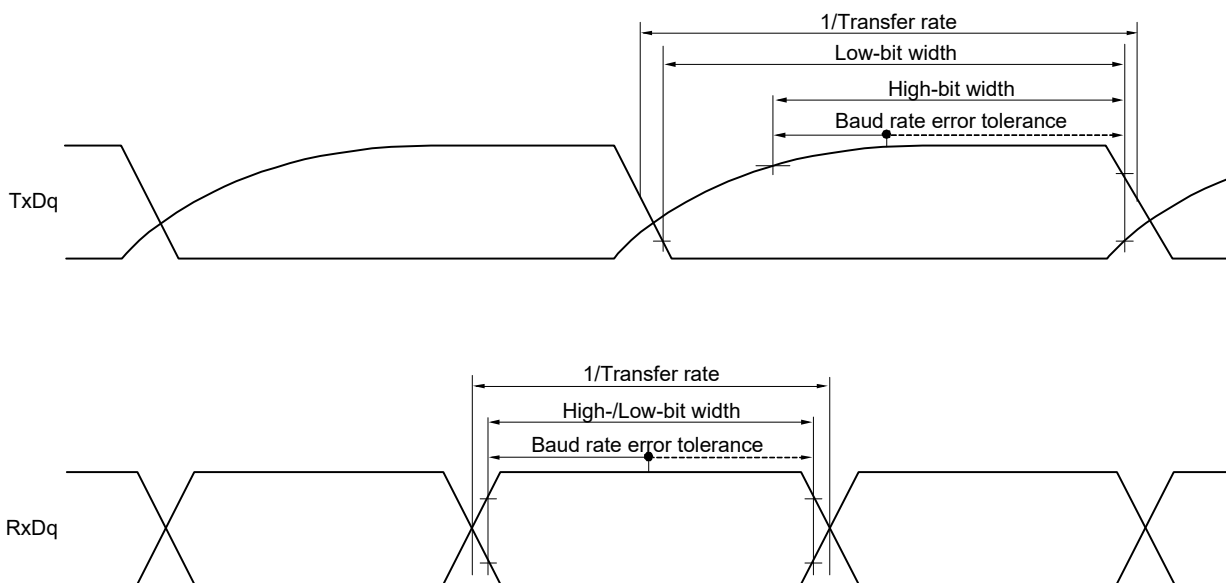 1/Transfer rate
Low-bit width
High-bit width
Baud rate error tolerance
TxDq
1/Transfer rate
High-/Low-bit width
Baud rate error tolerance
RxDq